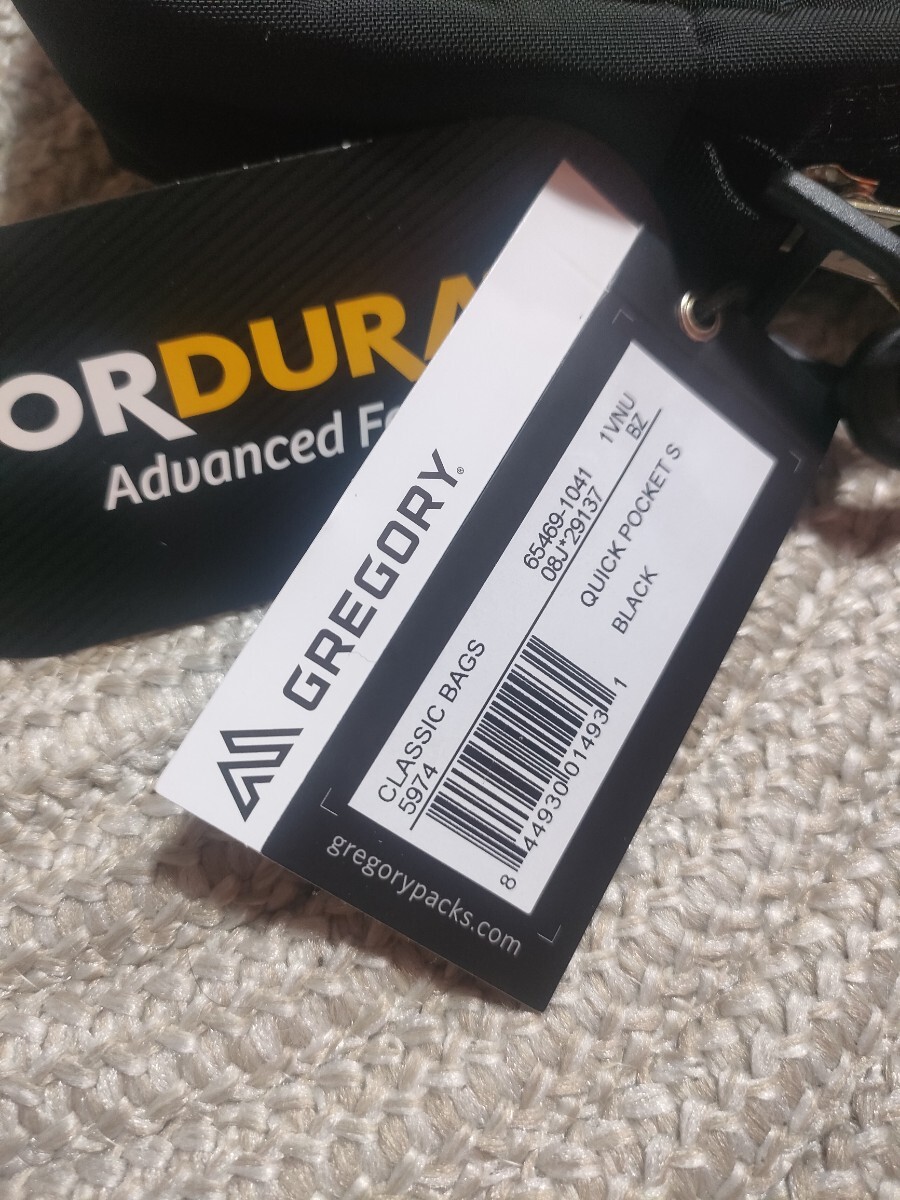 ORDURA
Advanced
GREGORY®
CLASSIC BAGS
5974
65469-1041
08J*29137
1VNU
BZ
QUICK POCKET S
BLACK
8 44930 01493 1
gregorypacks.com